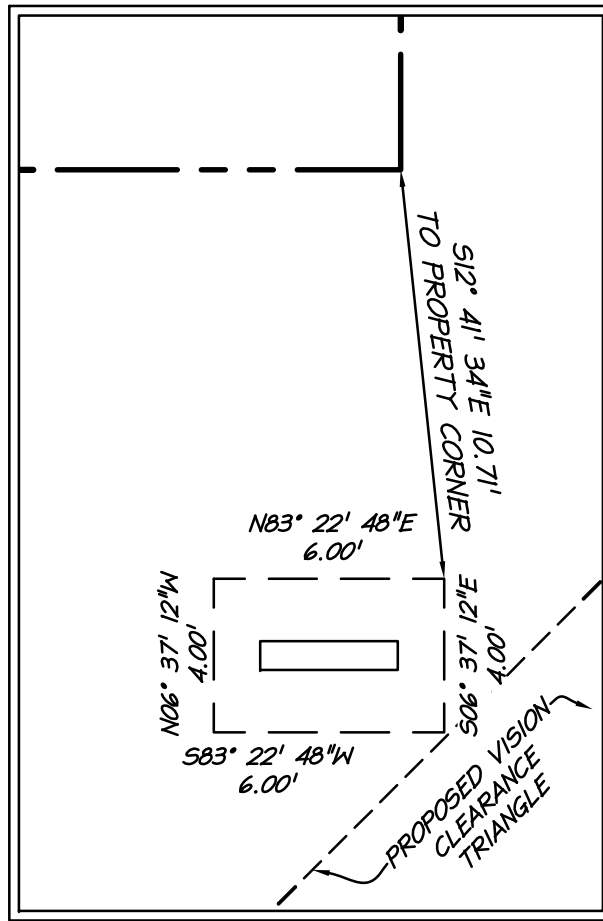 S12° 41' 34"E 10.71'
TO PROPERTY CORNER
N83° 22' 48"E
6.00'
N06° 37' 12"W
4.00'
S06° 37' 12"E
4.00'
S83° 22' 48"W
6.00'
PROPOSED VISION
CLEARANCE
TRIANGLE